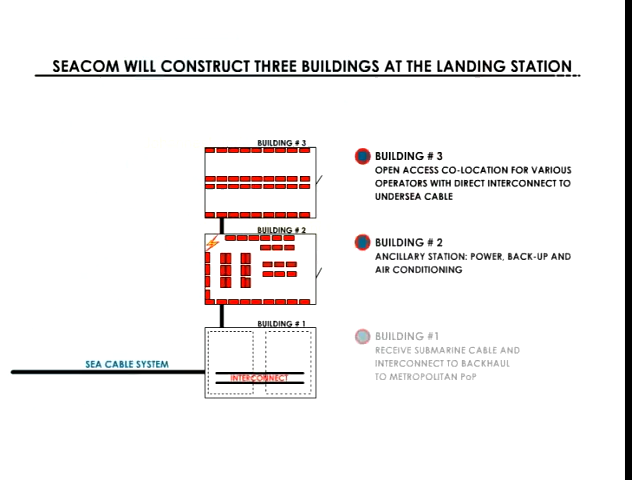 SEACOM WILL CONSTRUCT THREE BUILDINGS AT THE LANDING STATION
BUILDING # 3
BUILDING # 3
OPEN ACCESS CO-LOCATION FOR VARIOUS
OPERATORS WITH DIRECT INTERCONNECT TO
UNDERSEA CABLE
BUILDING # 2
BUILDING # 2
ANCILLARY STATION: POWER, BACK-UP AND
AIR CONDITIONING
BUILDING # 1
BUILDING #1
RECEIVE SUBMARINE CABLE AND
INTERCONNECT TO BACKHAUL
TO METROPOLITAN PoP
SEA CABLE SYSTEM
INTERCONNECT